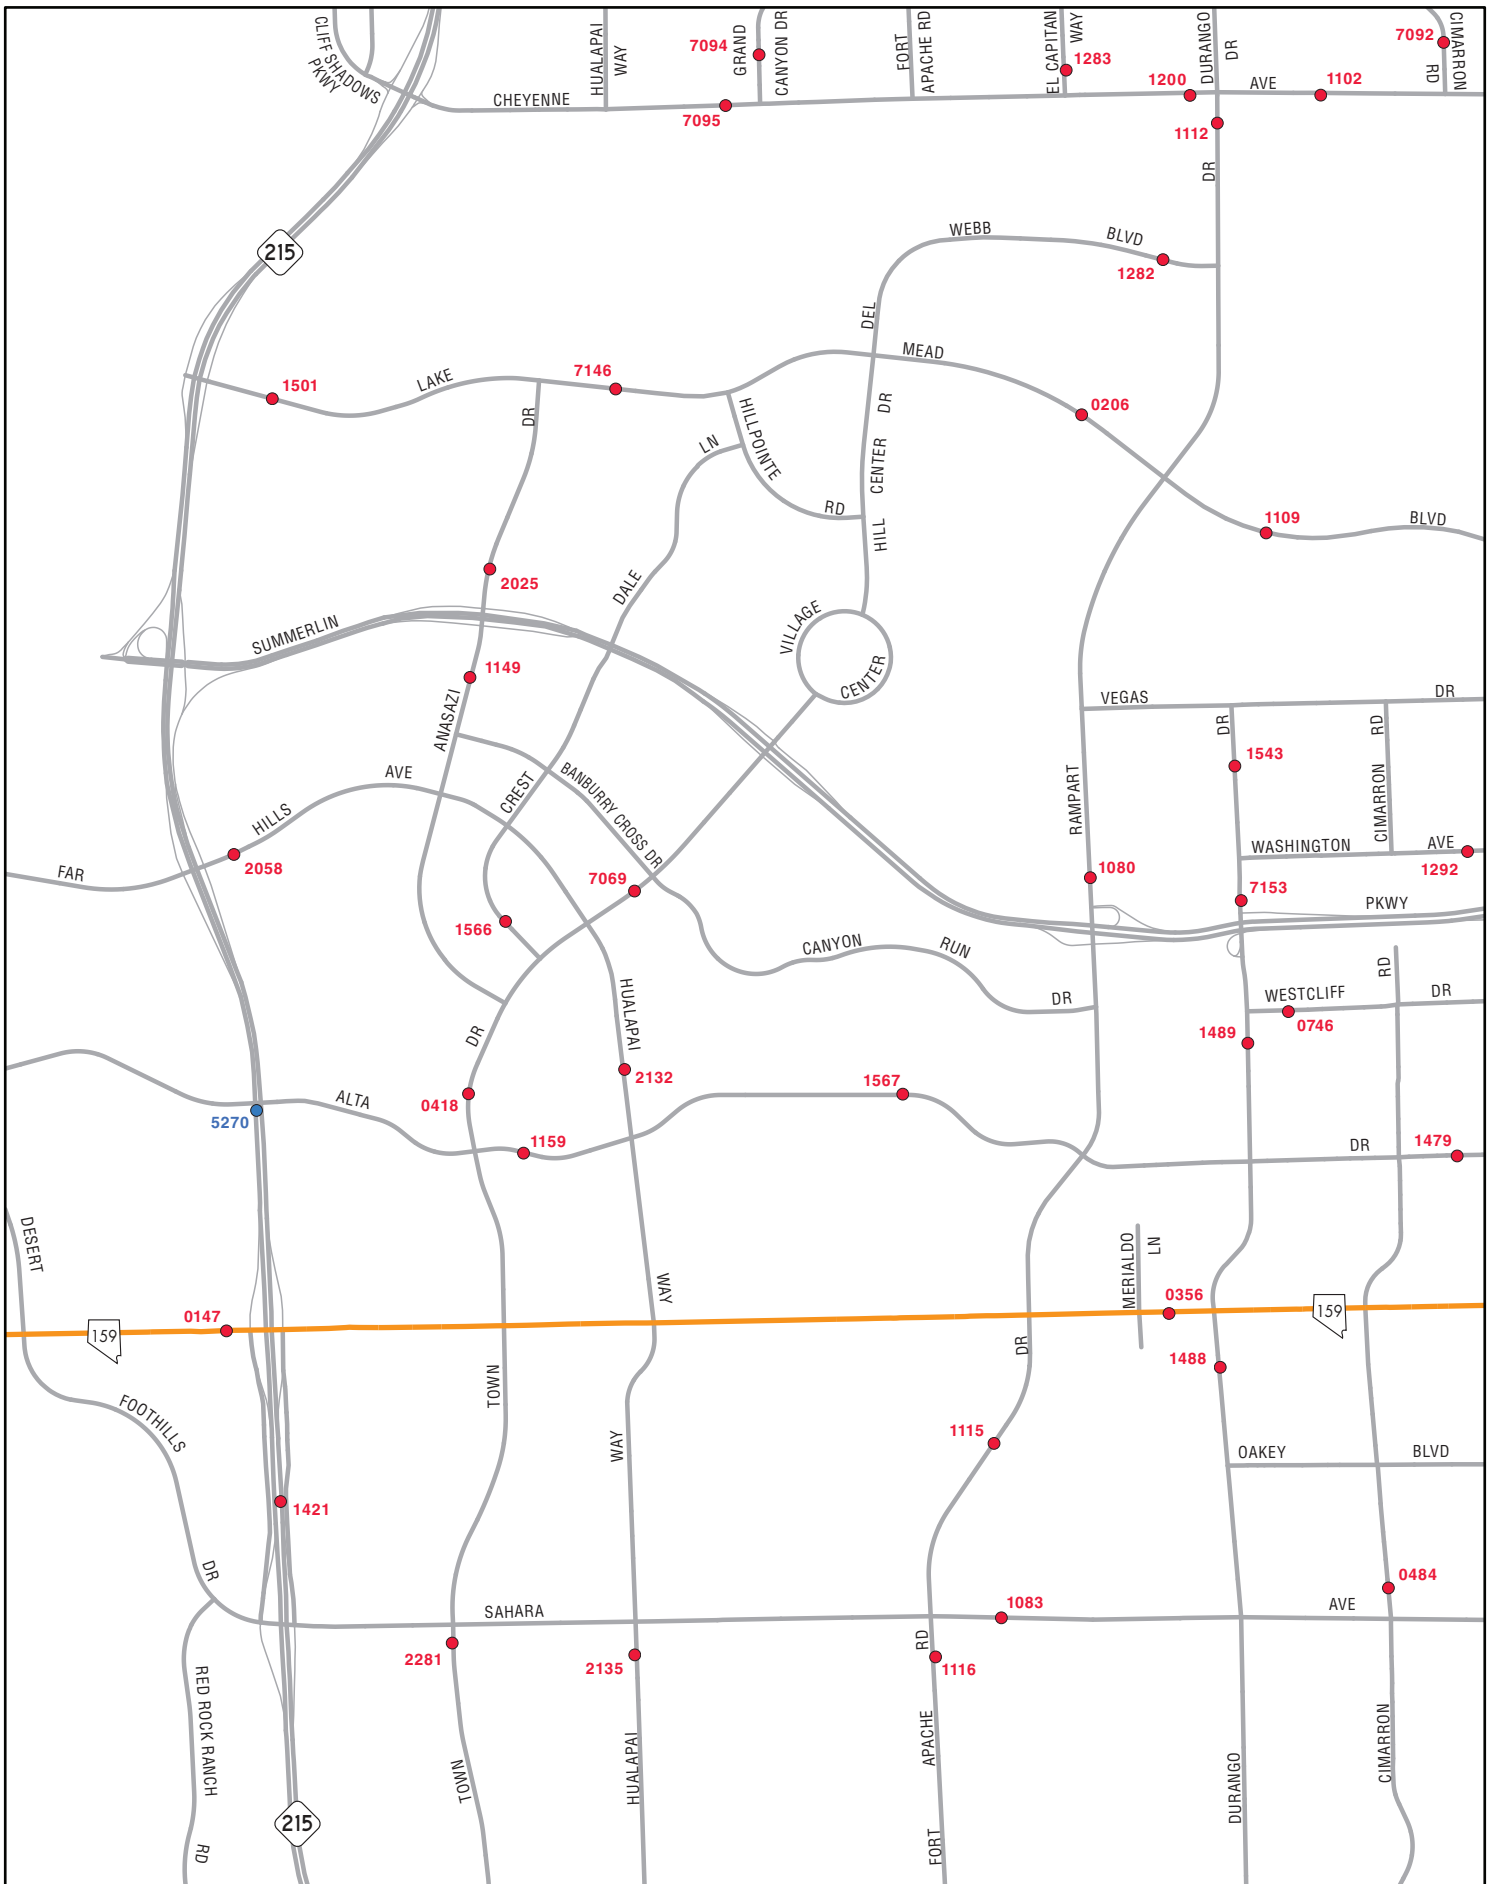 CLIFF SHADOWS
PKWY
HUALAPAI
WAY
7094
GRAND
CANYON DR
FORT
APACHE RD
EL CAPITAN
WAY
1283
DURANGO
DR
7092
CIMARRON
RD
CHEYENNE
7095
1200
AVE
1102
1112
DR
215
WEBB
BLVD
1282
DEL
MEAD
1501
LAKE
7146
DR
HILLPOINTE
DR
0206
LN
CENTER
RD
HILL
1109
BLVD
2025
DALE
SUMMERLIN
VILLAGE
CENTER
1149
ANASAZI
VEGAS
DR
DR
RD
1543
AVE
CREST
BANBURRY CROSS DR
RAMPART
CIMARRON
HILLS
WASHINGTON
AVE
FAR
2058
7069
1080
1292
7153
PKWY
1566
CANYON
RUN
HUALAPAI
DR
RD
WESTCLIFF
DR
DR
0746
1489
2132
1567
ALTA
0418
5270
1159
DR
1479
DESERT
MERIALDO
LN
WAY
0147
0356
159
159
DR
1488
TOWN
FOOTHILLS
WAY
1115
OAKEY
BLVD
1421
DR
0484
SAHARA
1083
AVE
2281
2135
RD
1116
RED ROCK RANCH
APACHE
CIMARRON
TOWN
HUALAPAI
DURANGO
215
RD
FORT